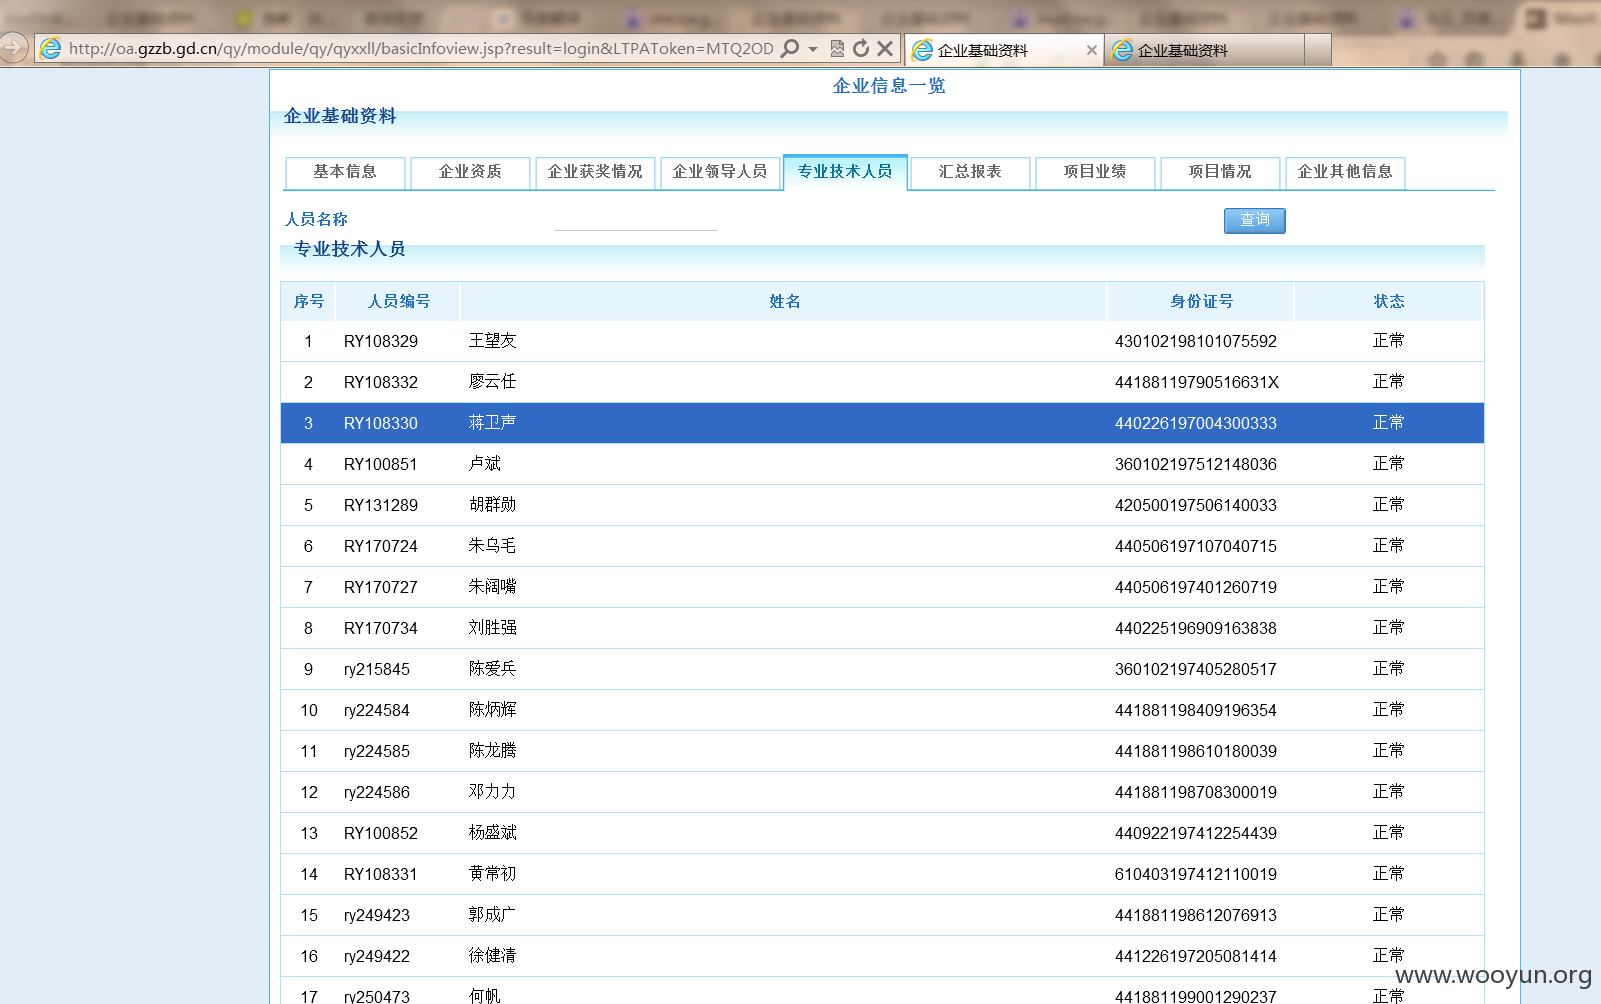 http://oa.gzzb.gd.cn/qy/module/qy/qyxxll/basicInfoview.jsp?result=login&LTPAToken=MTQ2OD
企业基础资料 企业基础资料
企业信息一览
企业基础资料
基本信息 企业资质 企业获奖情况 企业领导人员 专业技术人员 汇总报表 项目业绩 项目情况 企业其他信息
人员名称 查询
专业技术人员
序号 人员编号 姓名 身份证号 状态
1 RY108329 王望友 430102198101075592 正常
2 RY108332 廖云任 44188119790516631X 正常
3 RY108330 蒋卫声 440226197004300333 正常
4 RY100851 卢斌 360102197512148036 正常
5 RY131289 胡群勋 420500197506140033 正常
6 RY170724 朱乌毛 440506197107040715 正常
7 RY170727 朱阔嘴 440506197401260719 正常
8 RY170734 刘胜强 440225196909163838 正常
9 ry215845 陈爱兵 360102197405280517 正常
10 ry224584 陈炳辉 441881198409196354 正常
11 ry224585 陈龙腾 441881198610180039 正常
12 ry224586 邓力力 441881198708300019 正常
13 RY100852 杨盛斌 440922197412254439 正常
14 RY108331 黄常初 610403197412110019 正常
15 ry249423 郭成广 441881198612076913 正常
16 ry249422 徐健清 441226197205081414 正常
17 ry250473 何帆 441881199001290237 正常
www.wooyun.org